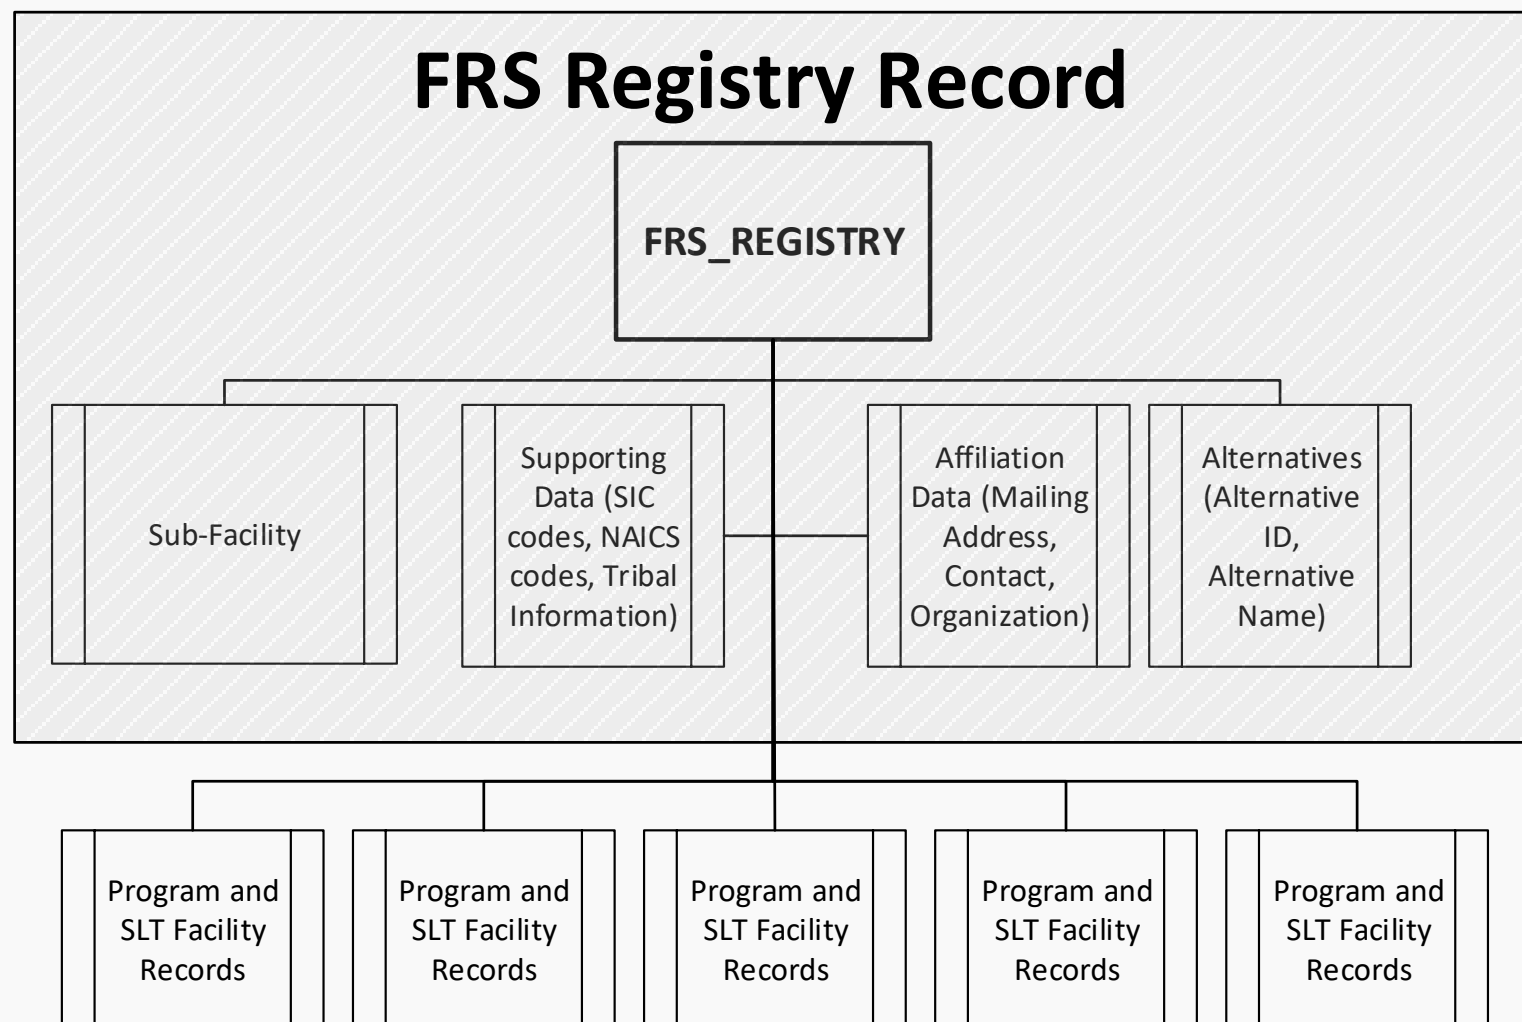 FRS Registry Record
FRS_REGISTRY
Sub-Facility
Supporting
Data (SIC
codes, NAICS
codes, Tribal
Information)
Affiliation
Data (Mailing
Address,
Contact,
Organization)
Alternatives
(Alternative
ID,
Alternative
Name)
Program and
SLT Facility
Records
Program and
SLT Facility
Records
Program and
SLT Facility
Records
Program and
SLT Facility
Records
Program and
SLT Facility
Records